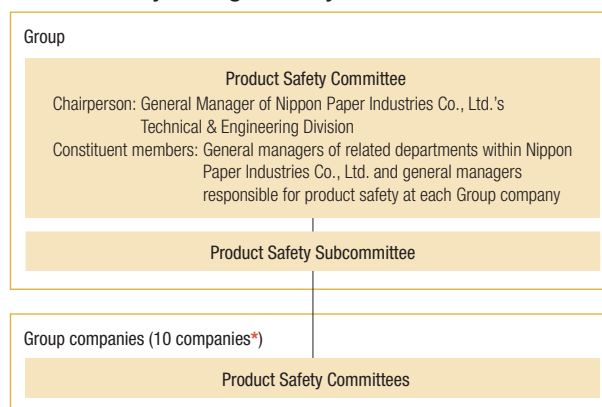 Group
Product Safety Committee
Chairperson: General Manager of Nippon Paper Industries Co., Ltd.'s
Technical & Engineering Division
Constituent members: General managers of related departments within Nippon
Paper Industries Co., Ltd. and general managers
responsible for product safety at each Group company
Product Safety Subcommittee
Group companies (10 companies*)
Product Safety Committees